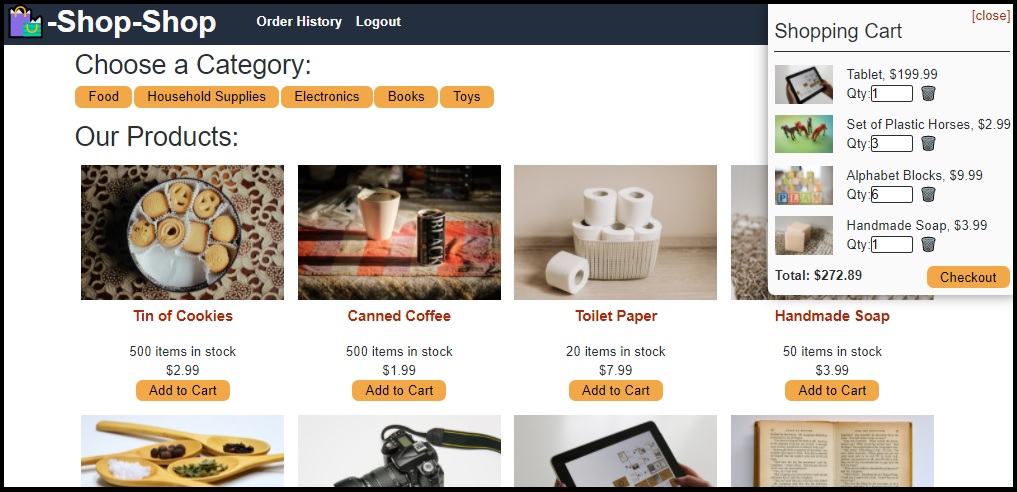 -Shop-Shop
Order History Logout
[close]
Shopping Cart
Tablet, $199.99
Qty:1
Set of Plastic Horses, $2.99
Qty:3
Alphabet Blocks, $9.99
Qty:6
Handmade Soap, $3.99
Qty:1
Total: $272.89 Checkout
Choose a Category:
Food Household Supplies Electronics Books Toys
Our Products:
BLACK
Tin of Cookies
500 items in stock
$2.99
Add to Cart
Canned Coffee
500 items in stock
$1.99
Add to Cart
Toilet Paper
20 items in stock
$7.99
Add to Cart
Handmade Soap
50 items in stock
$3.99
Add to Cart